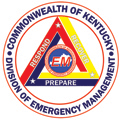 COMMONWEALTH OF KENTUCKY
RESPOND
EM
PREPARE
DIVISION OF EMERGENCY MANAGEMENT